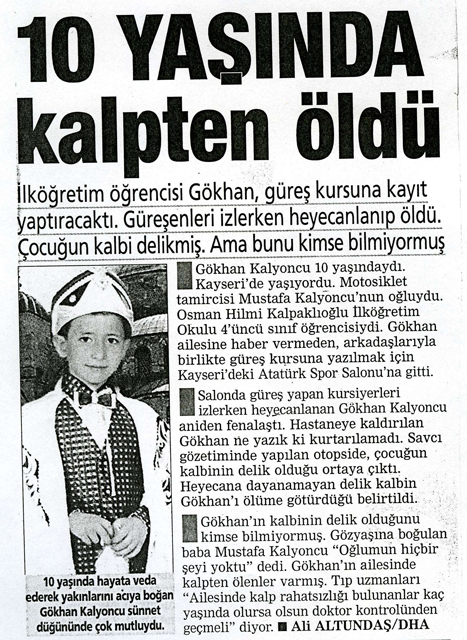 10 YAŞINDA
kalpten öldü
İlköğretim öğrencisi Gökhan, güreş kursuna kayıt
yaptıracaktı. Güreşenleri izlerken heyecanlanıp öldü.
Çocuğun kalbi delikmiş. Ama bunu kimse bilmiyormuş
Gökhan Kalyoncu 10 yaşındaydı.
Kayseri'de yaşıyordu. Motosiklet
tamircisi Mustafa Kalyoncu'nun oğluydu.
Osman Hilmi Kalpaklıoğlu İlköğretim
Okulu 4'üncü sınıf öğrencisiydi. Gökhan
ailesine haber vermeden, arkadaşlarıyla
birlikte güreş kursuna yazılmak için
Kayseri'deki Atatürk Spor Salonu'na gitti.
Salonda güreş yapan kursiyerleri
izlerken heyecanlanan Gökhan Kalyoncu
aniden fenalaştı. Hastaneye kaldırılan
Gökhan ne yazık ki kurtarılamadı. Savcı
gözetiminde yapılan otopside, çocuğun
kalbinin delik olduğu ortaya çıktı.
Heyecana dayanamayan delik kalbin
Gökhan'ı ölüme götürdüğü belirtildi.
Gökhan'ın kalbinin delik olduğunu
kimse bilmiyormuş. Gözyaşına boğulan
baba Mustafa Kalyoncu "Oğlumun hiçbir
şeyi yoktu" dedi. Gökhan'ın ailesinde
kalpten ölenler varmış. Tıp uzmanları
"Ailesinde kalp rahatsızlığı bulunanlar kaç
yaşında olursa olsun doktor kontrolünden
geçmeli" diyor. ■ Ali ALTUNDAŞ/DHA
10 yaşında hayata veda
ederek yakınlarını acıya boğan
Gökhan Kalyoncu sünnet
düğününde çok mutluydu.